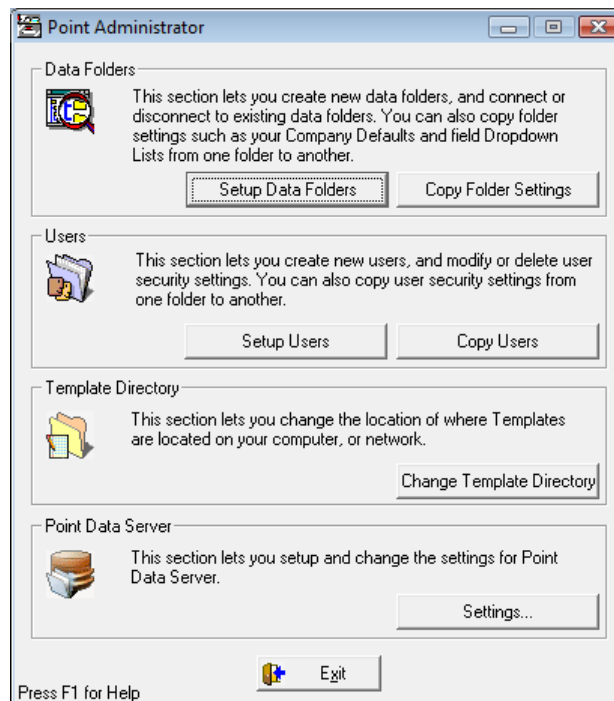 Point Administrator
Data Folders
This section lets you create new data folders, and connect or
disconnect to existing data folders. You can also copy folder
settings such as your Company Defaults and field Dropdown
Lists from one folder to another.
Setup Data Folders
Copy Folder Settings
Users
This section lets you create new users, and modify or delete user
security settings. You can also copy user security settings from
one folder to another.
Setup Users
Copy Users
Template Directory
This section lets you change the location of where Templates
are located on your computer, or network.
Change Template Directory
Point Data Server
This section lets you setup and change the settings for Point
Data Server.
Settings...
Exit
Press F1 for Help